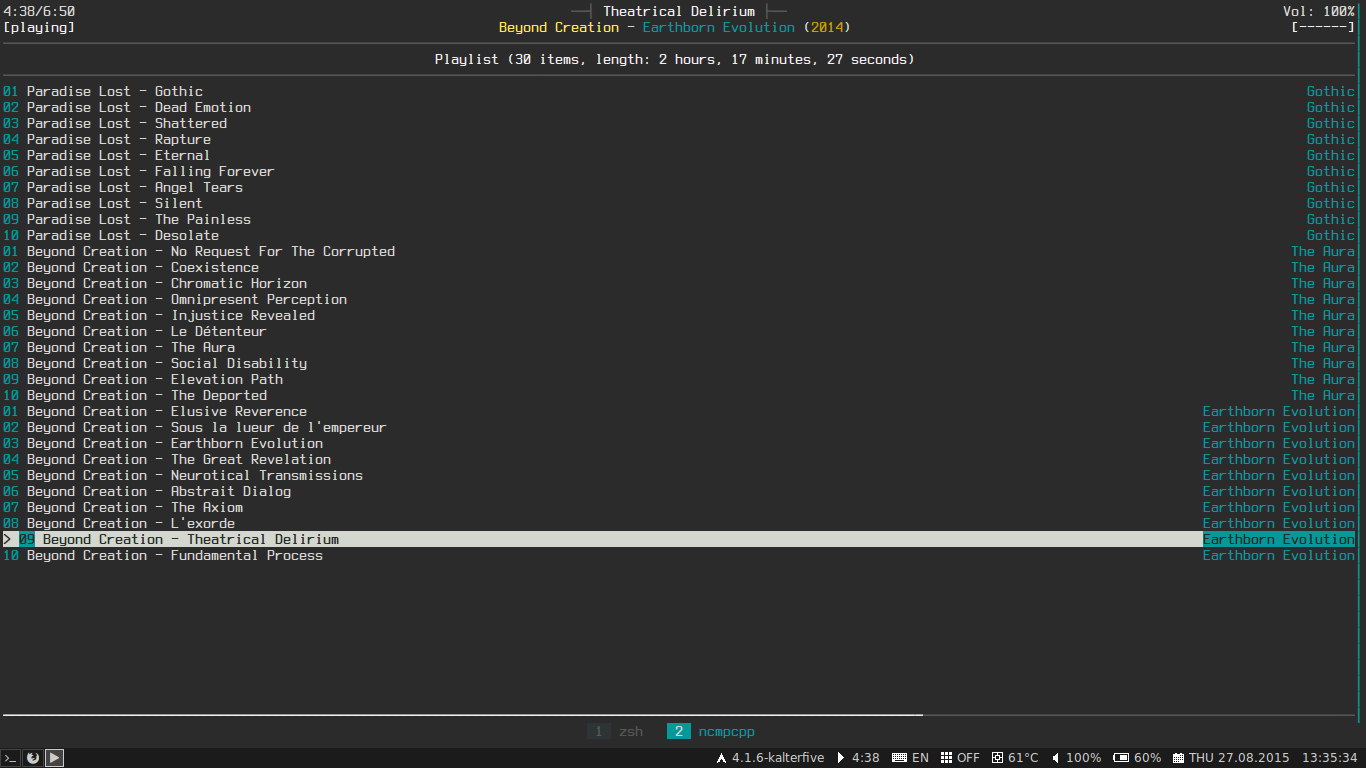 4:38/6:50 ──┤ Theatrical Delirium ├── Vol: 100%
[playing] Beyond Creation - Earthborn Evolution (2014) [------]
Playlist (30 items, length: 2 hours, 17 minutes, 27 seconds)
01 Paradise Lost - Gothic Gothic
02 Paradise Lost - Dead Emotion Gothic
03 Paradise Lost - Shattered Gothic
04 Paradise Lost - Rapture Gothic
05 Paradise Lost - Eternal Gothic
06 Paradise Lost - Falling Forever Gothic
07 Paradise Lost - Angel Tears Gothic
08 Paradise Lost - Silent Gothic
09 Paradise Lost - The Painless Gothic
10 Paradise Lost - Desolate Gothic
01 Beyond Creation - No Request For The Corrupted The Aura
02 Beyond Creation - Coexistence The Aura
03 Beyond Creation - Chromatic Horizon The Aura
04 Beyond Creation - Omnipresent Perception The Aura
05 Beyond Creation - Injustice Revealed The Aura
06 Beyond Creation - Le Détenteur The Aura
07 Beyond Creation - The Aura The Aura
08 Beyond Creation - Social Disability The Aura
09 Beyond Creation - Elevation Path The Aura
10 Beyond Creation - The Deported The Aura
01 Beyond Creation - Elusive Reverence Earthborn Evolution
02 Beyond Creation - Sous la lueur de l'empereur Earthborn Evolution
03 Beyond Creation - Earthborn Evolution Earthborn Evolution
04 Beyond Creation - The Great Revelation Earthborn Evolution
05 Beyond Creation - Neurotical Transmissions Earthborn Evolution
06 Beyond Creation - Abstrait Dialog Earthborn Evolution
07 Beyond Creation - The Axiom Earthborn Evolution
08 Beyond Creation - L'exorde Earthborn Evolution
> 09 Beyond Creation - Theatrical Delirium Earthborn Evolution
10 Beyond Creation - Fundamental Process Earthborn Evolution
1 zsh 2 ncmpcpp
>_ 4.1.6-kalterfive 4:38 EN OFF 61°C 100% 60% THU 27.08.2015 13:35:34